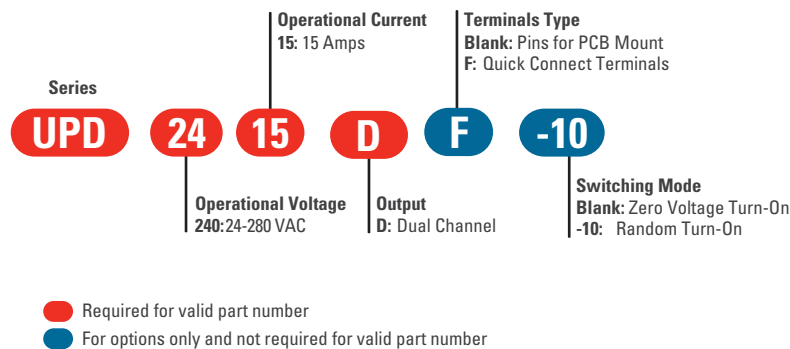 Operational Current
15: 15 Amps
Terminals Type
Blank: Pins for PCB Mount
F: Quick Connect Terminals
Series
UPD 24 15 D F -10
Operational Voltage
240:24-280 VAC
Output
D: Dual Channel
Switching Mode
Blank: Zero Voltage Turn-On
-10: Random Turn-On
Required for valid part number
For options only and not required for valid part number